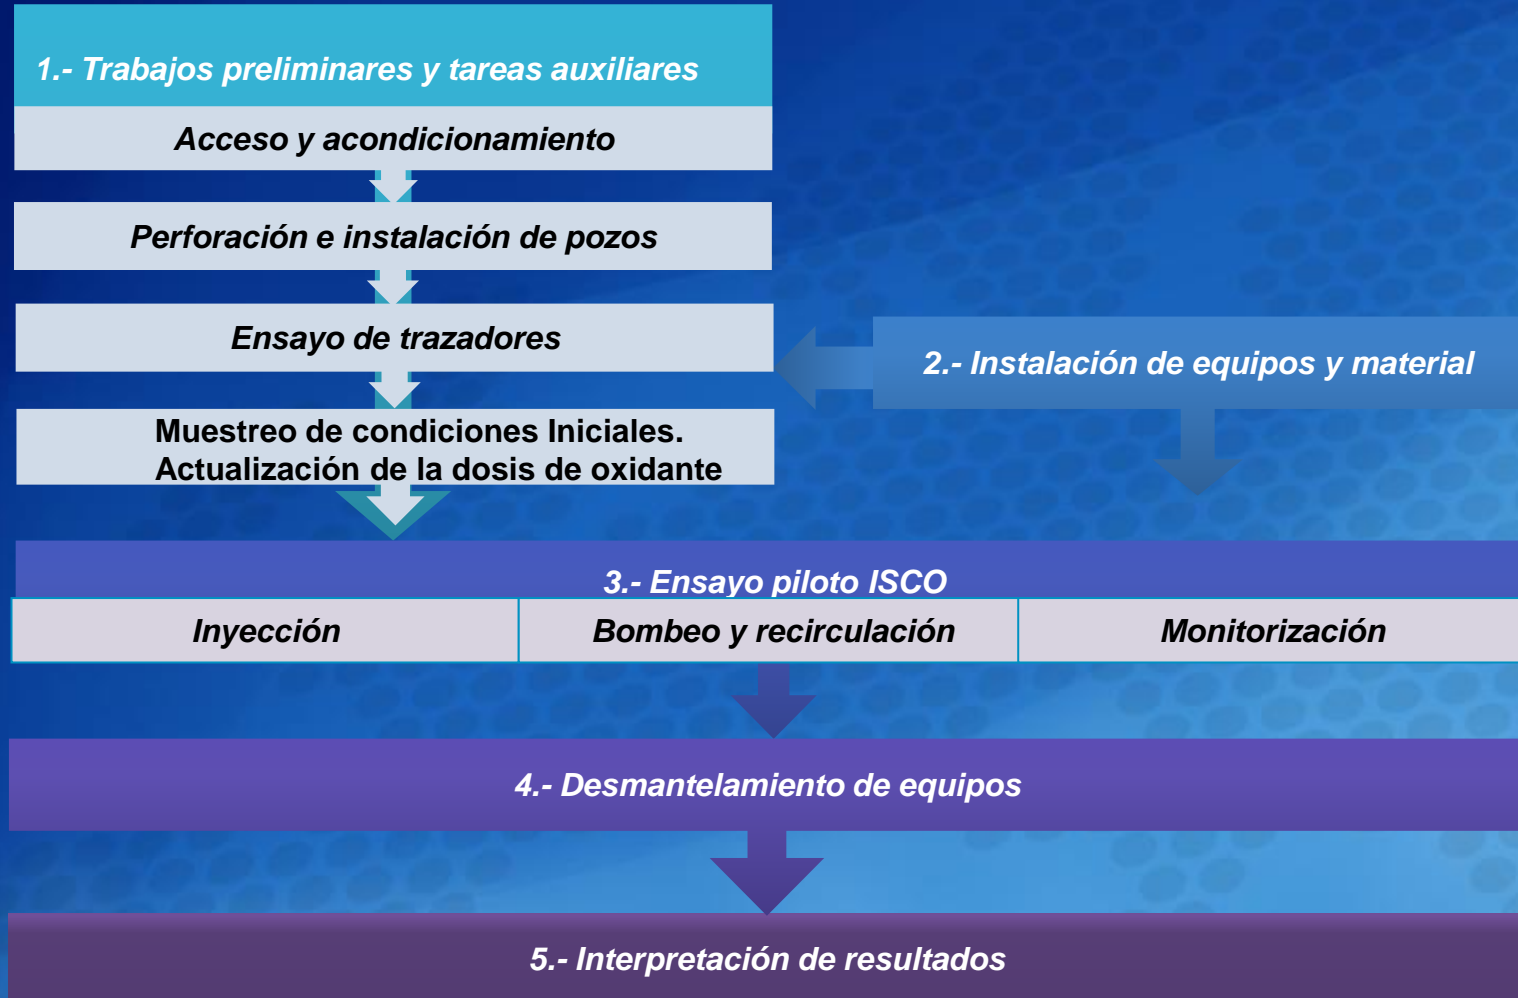 1.- Trabajos preliminares y tareas auxiliares
Acceso y acondicionamiento
Perforación e instalación de pozos
Ensayo de trazadores
2.- Instalación de equipos y material
Muestreo de condiciones Iniciales.
Actualización de la dosis de oxidante
3.- Ensayo piloto ISCO
Inyección
Bombeo y recirculación
Monitorización
4.- Desmantelamiento de equipos
5.- Interpretación de resultados